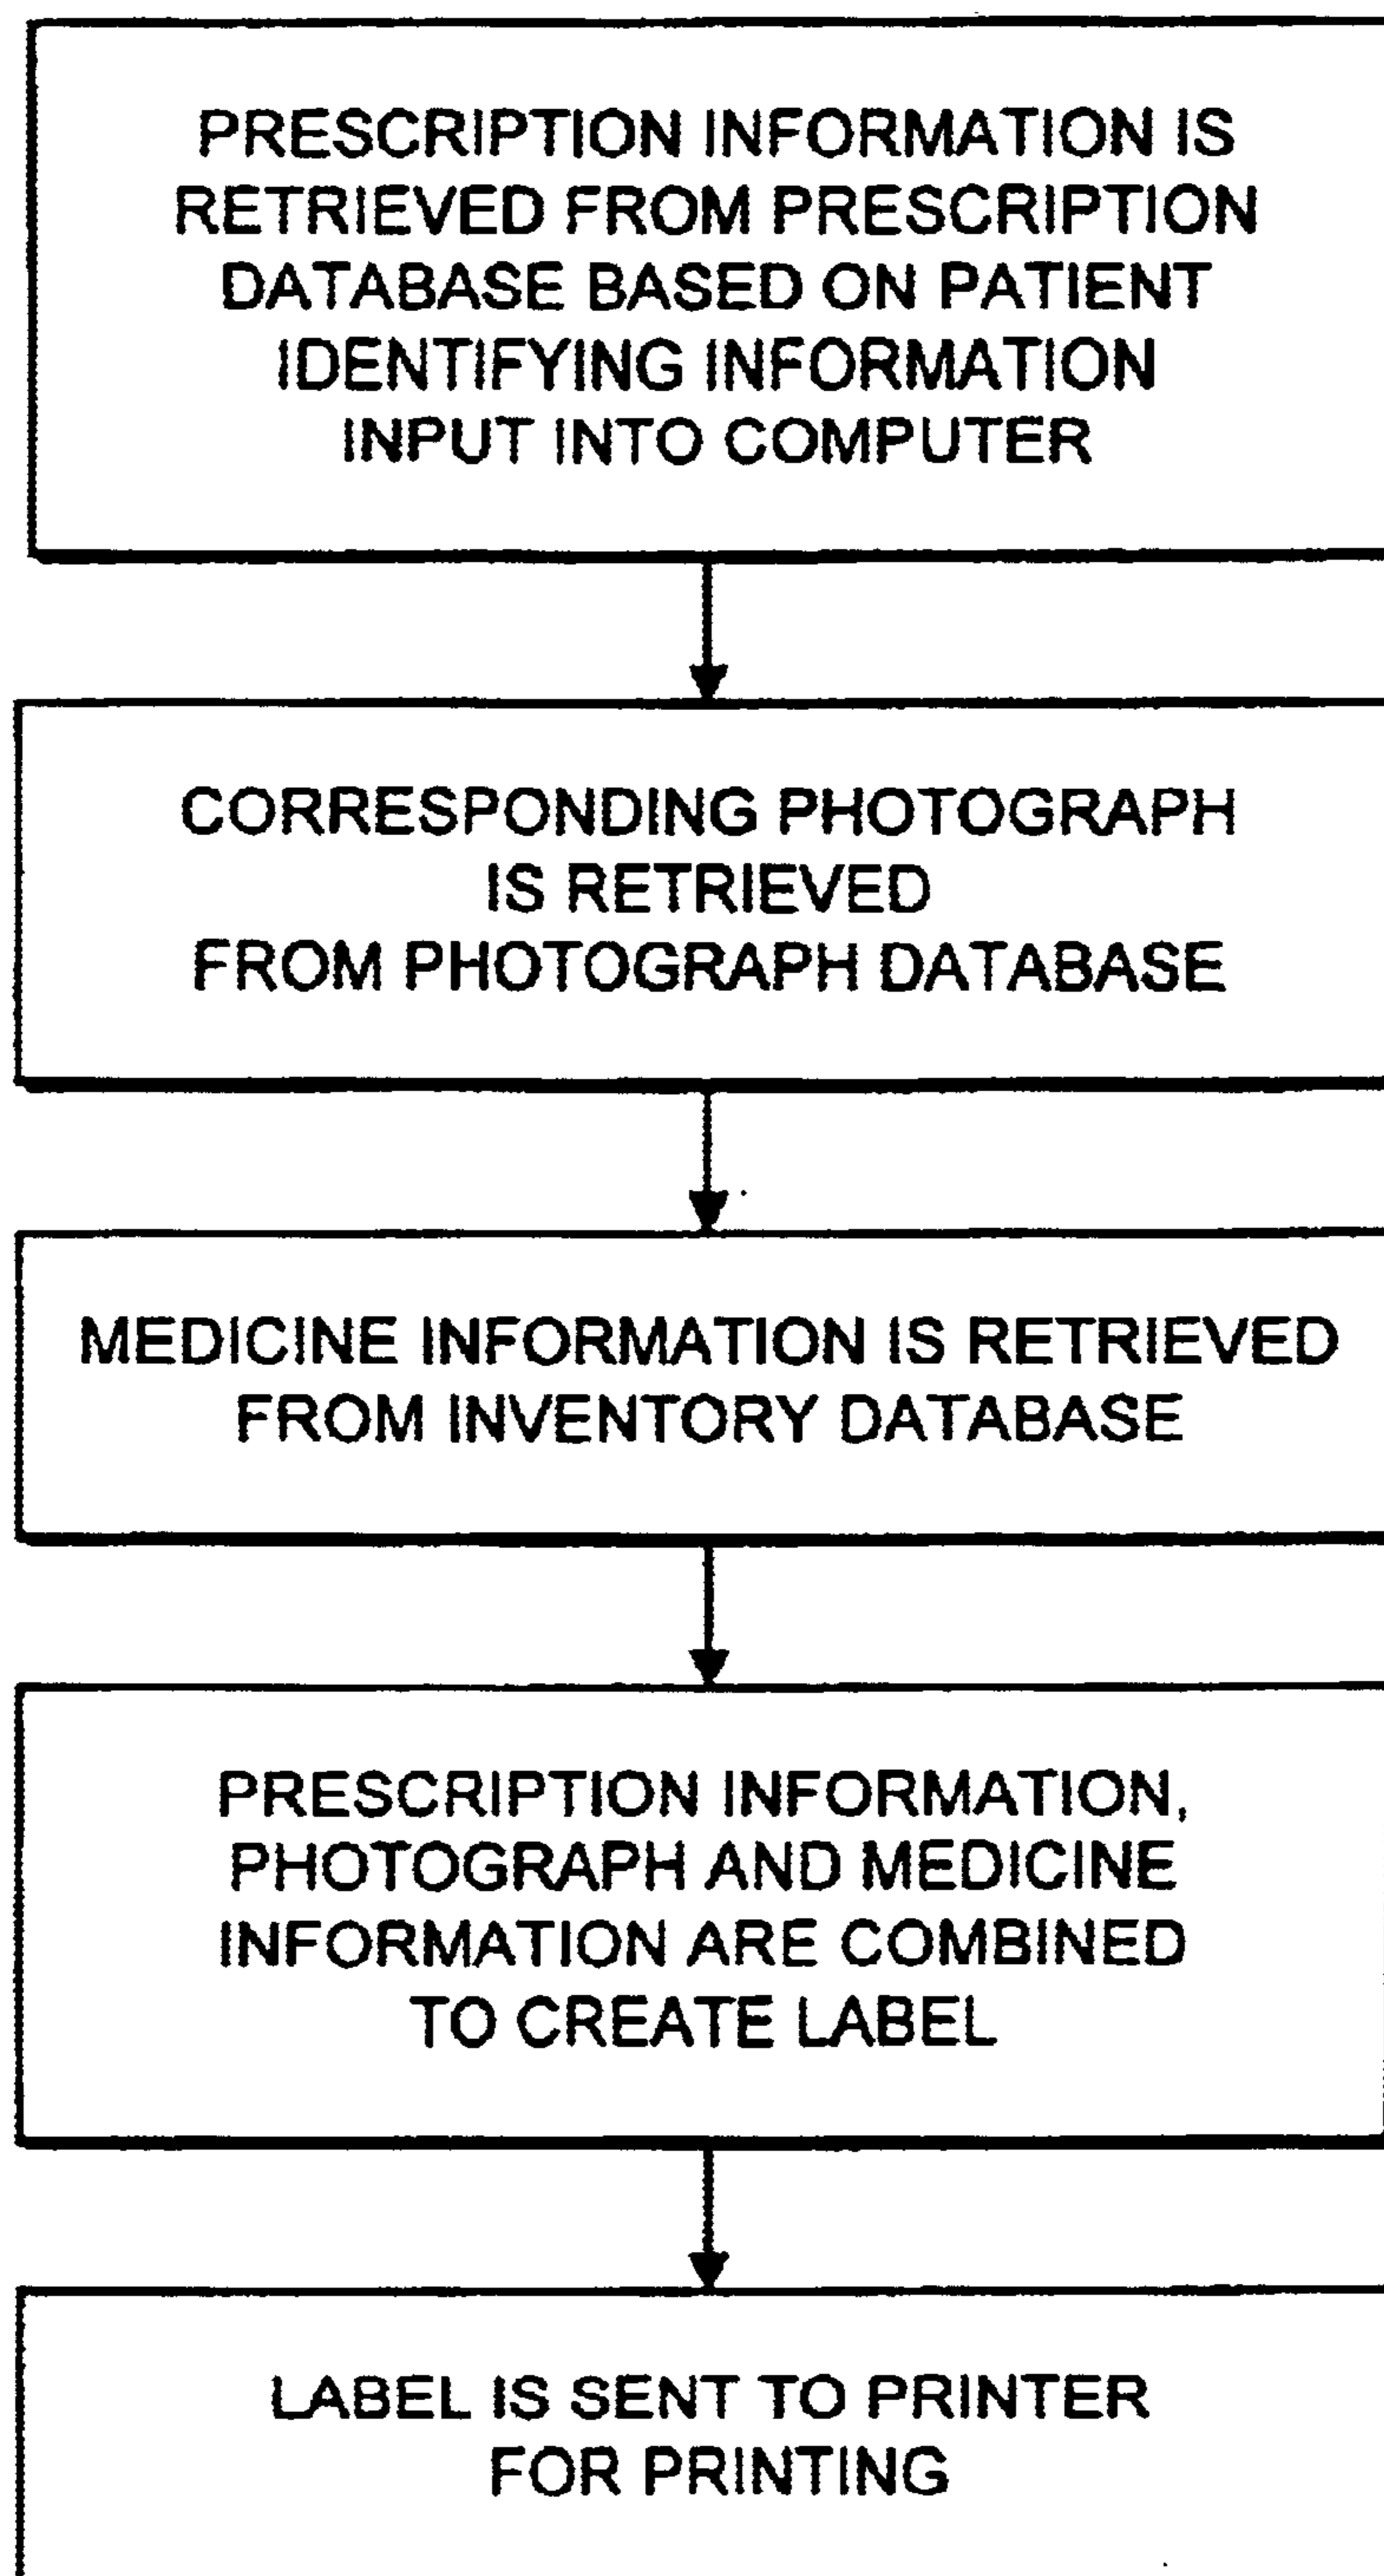 PRESCRIPTION INFORMATION IS
RETRIEVED FROM PRESCRIPTION
DATABASE BASED ON PATIENT
IDENTIFYING INFORMATION
INPUT INTO COMPUTER
CORRESPONDING PHOTOGRAPH
IS RETRIEVED
FROM PHOTOGRAPH DATABASE
MEDICINE INFORMATION IS RETRIEVED
FROM INVENTORY DATABASE
PRESCRIPTION INFORMATION,
PHOTOGRAPH AND MEDICINE
INFORMATION ARE COMBINED
TO CREATE LABEL
LABEL IS SENT TO PRINTER
FOR PRINTING